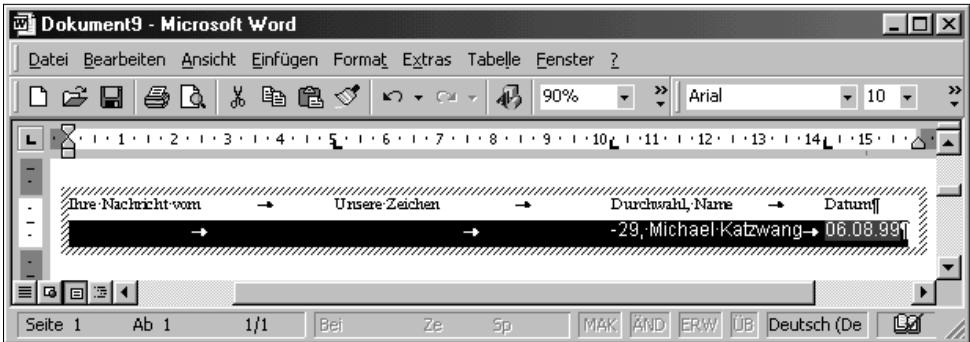 Dokument9 - Microsoft Word
Datei Bearbeiten Ansicht Einfügen Format Extras Tabelle Fenster ?
90% Arial 10
1 2 3 4 5 6 7 8 9 10 11 12 13 14 15
Ihre Nachricht vom → Unsere Zeichen → Durchwahl, Name → Datum¶
→ → -29, Michael Katzwang→ 06.08.99¶
Seite 1 Ab 1 1/1 Bei Ze Sp MAK ÄND ERW ÜB Deutsch (De